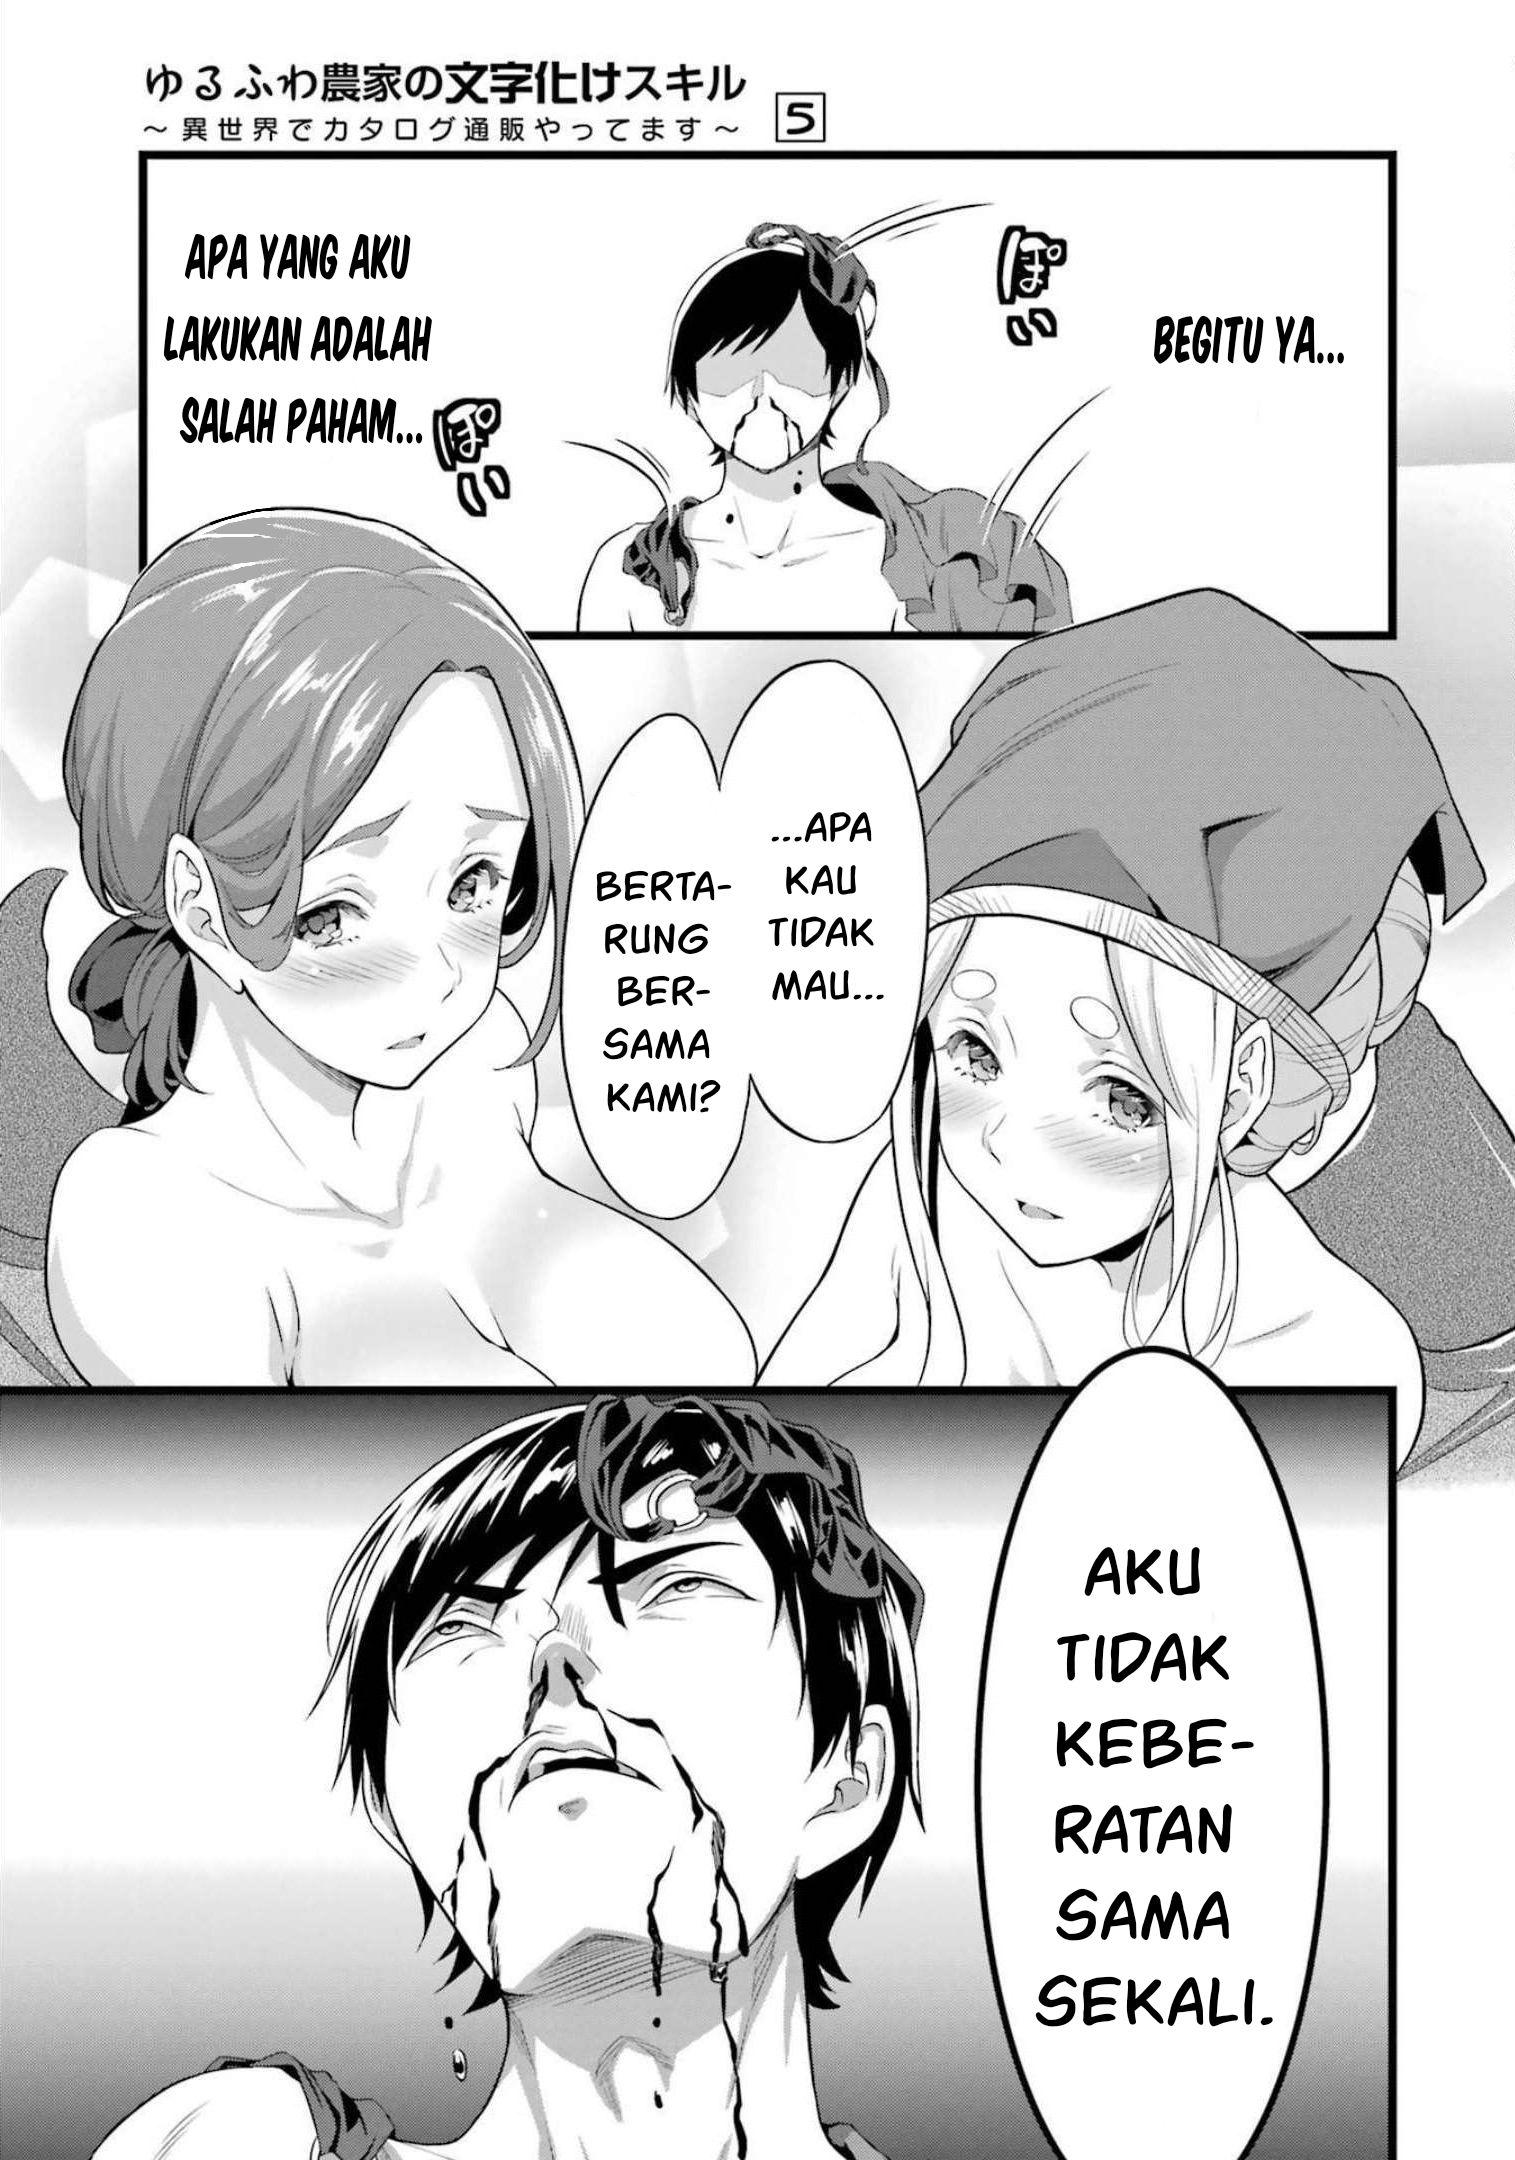 ゆるふわ農家の文字化けスキル
～異世界でカタログ通販やってます～ 5
BEGITU YA...
ぽい
APA YANG AKU
LAKUKAN ADALAH
SALAH PAHAM...
ぽい
...APA
KAU
TIDAK
MAU...
BERTA-
RUNG
BER-
SAMA
KAMI?
AKU
TIDAK
KEBE-
RATAN
SAMA
SEKALI.